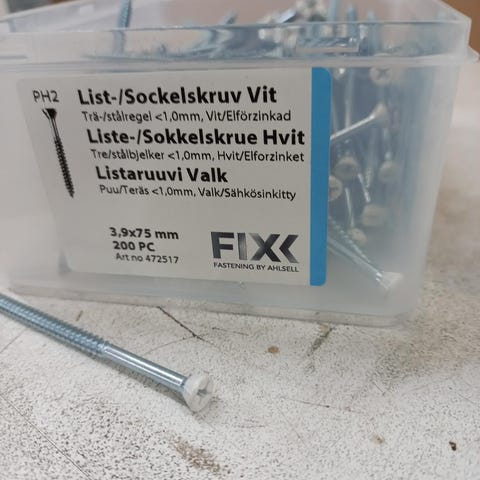 PH2
List-/Sockelskruv Vit
Trä-/stålregel <1,0mm, Vit/Elförzinkad
Liste-/Sokkelskrue Hvit
Tre/stålbjelker <1,0mm, Hvit/Elforzinket
Listaruuvi Valk
Puu/Teräs <1,0mm, Valk/Sähkösinkitty
3,9x75 mm
200 PC
Art no 472517
FIXX
FASTENING BY AHLSELL